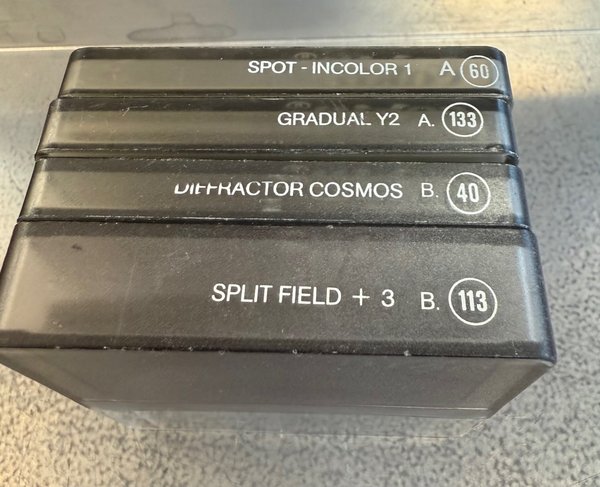 SPOT - INCOLOR 1 A 60
GRADUAL Y2 A. 133
DIFFRACTOR COSMOS B. 40
SPLIT FIELD + 3 B. 113